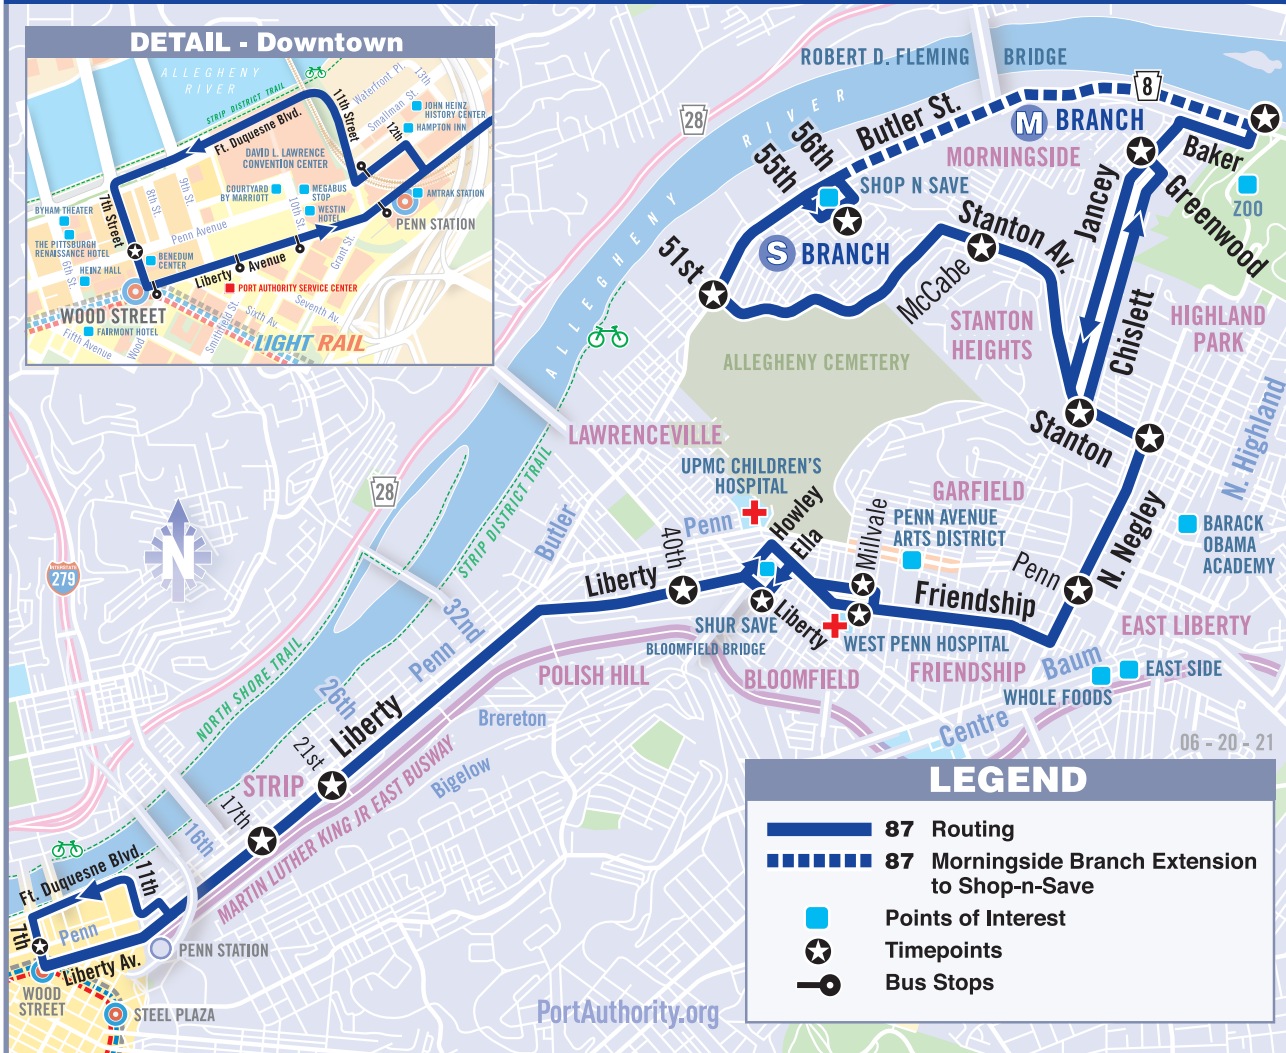 DETAIL - Downtown
ALLEGHENY
RIVER
STRIP DISTRICT TRAIL
Ft. Duquesne Blvd.
11th Street
Waterfront Pl.
13th
Smallman St.
12th
JOHN HEINZ
HISTORY CENTER
HAMPTON INN
DAVID L. LAWRENCE
CONVENTION CENTER
7th Street
8th St.
9th St.
COURTYARD
BY MARRIOTT
MEGABUS
STOP
10th St.
WESTIN
HOTEL
AMTRAK STATION
PENN STATION
BYHAM THEATER
THE PITTSBURGH
RENAISSANCE HOTEL
6th St.
Penn Avenue
BENEDUM
CENTER
HEINZ HALL
Liberty Avenue
Grant St.
PORT AUTHORITY SERVICE CENTER
WOOD STREET
FAIRMONT HOTEL
Fifth Avenue
Wood
Smithfield St.
Sixth Av.
Seventh Av.
LIGHT RAIL
ROBERT D. FLEMING BRIDGE
28
ALLEGHENY RIVER
56th
55th
Butler St.
M BRANCH
8
MORNINGSIDE
SHOP N SAVE
S BRANCH
51st
Stanton Av.
McCabe
Jancey
Baker
Greenwood
ZOO
Chislett
STANTON
HEIGHTS
HIGHLAND
PARK
ALLEGHENY CEMETERY
Stanton
N. Highland
LAWRENCEVILLE
UPMC CHILDREN'S
HOSPITAL
Penn
Howley
Ella
Millvale
GARFIELD
PENN AVENUE
ARTS DISTRICT
Penn
N. Negley
BARACK
OBAMA
ACADEMY
28
STRIP DISTRICT TRAIL
Butler
40th
Liberty
Friendship
SHUR SAVE
Liberty
BLOOMFIELD BRIDGE
WEST PENN HOSPITAL
EAST LIBERTY
N
INTERSTATE
279
NORTH SHORE TRAIL
32nd
Penn
26th
POLISH HILL
BLOOMFIELD
FRIENDSHIP
Baum
EAST SIDE
WHOLE FOODS
Liberty
Brereton
Centre
21st
STRIP
17th
Bigelow
MARTIN LUTHER KING JR EAST BUSWAY
16th
Ft. Duquesne Blvd.
11th
7th
Penn
Liberty Av.
PENN STATION
WOOD
STREET
STEEL PLAZA
PortAuthority.org
06 - 20 - 21
LEGEND
87 Routing
87 Morningside Branch Extension
to Shop-n-Save
Points of Interest
Timepoints
Bus Stops